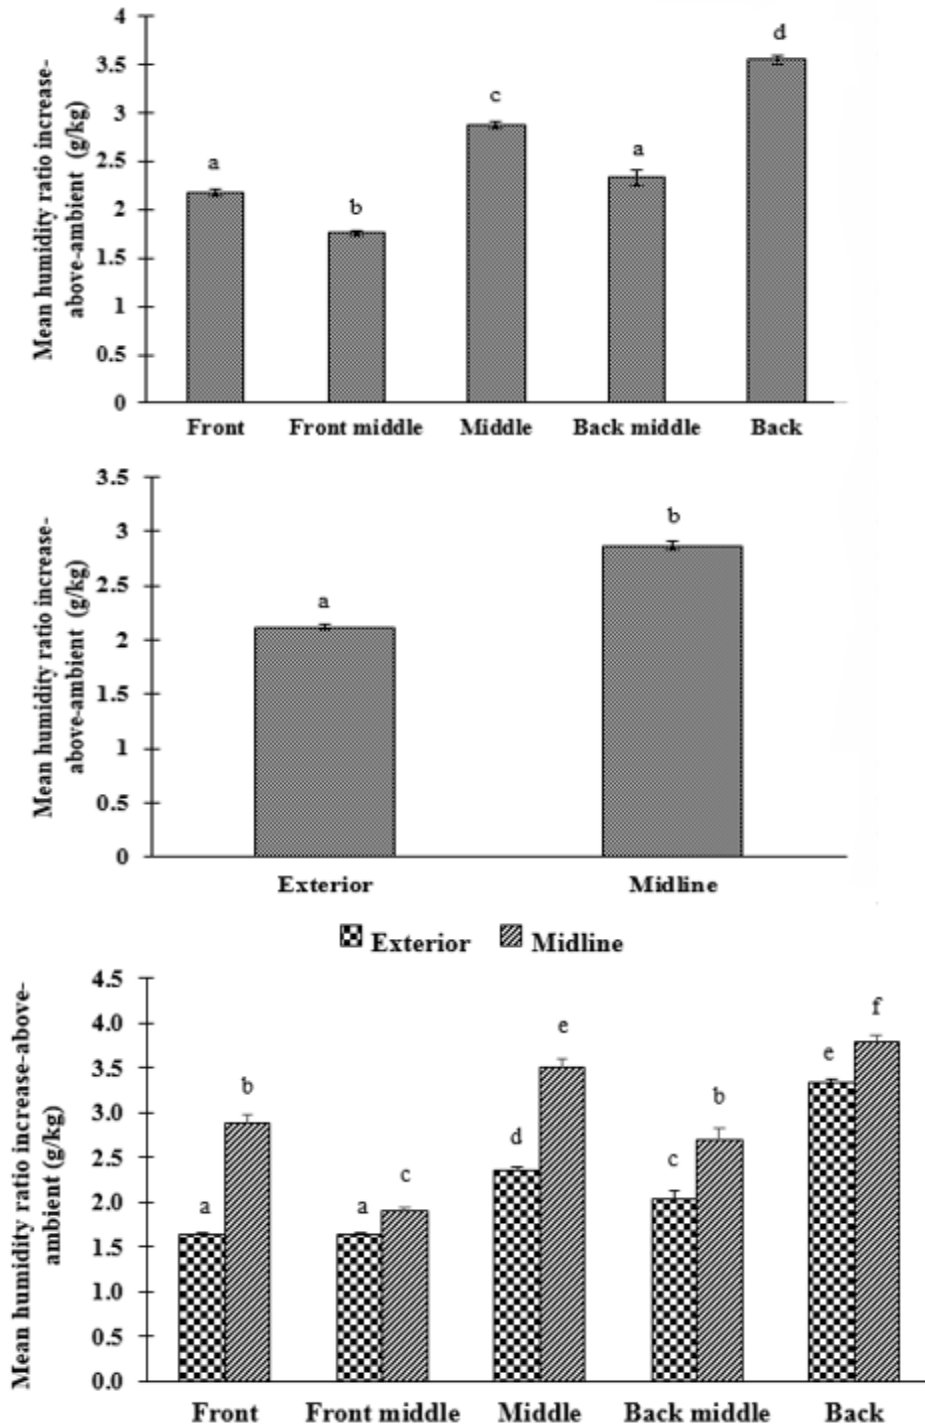 Mean humidity ratio increase-
above-ambient (g/kg)
4
3.5
3
2.5
2
1.5
1
0.5
0
a
b
c
a
d
Front Front middle Middle Back middle Back
Mean humidity ratio increase-
above-ambient (g/kg)
3.5
3
2.5
2
1.5
1
0.5
0
a
b
Exterior Midline
Exterior Midline
Mean humidity ratio increase-above-
ambient (g/kg)
4.5
4.0
3.5
3.0
2.5
2.0
1.5
1.0
0.5
0.0
a
b
a
c
d
e
c
b
e
f
Front Front middle Middle Back middle Back